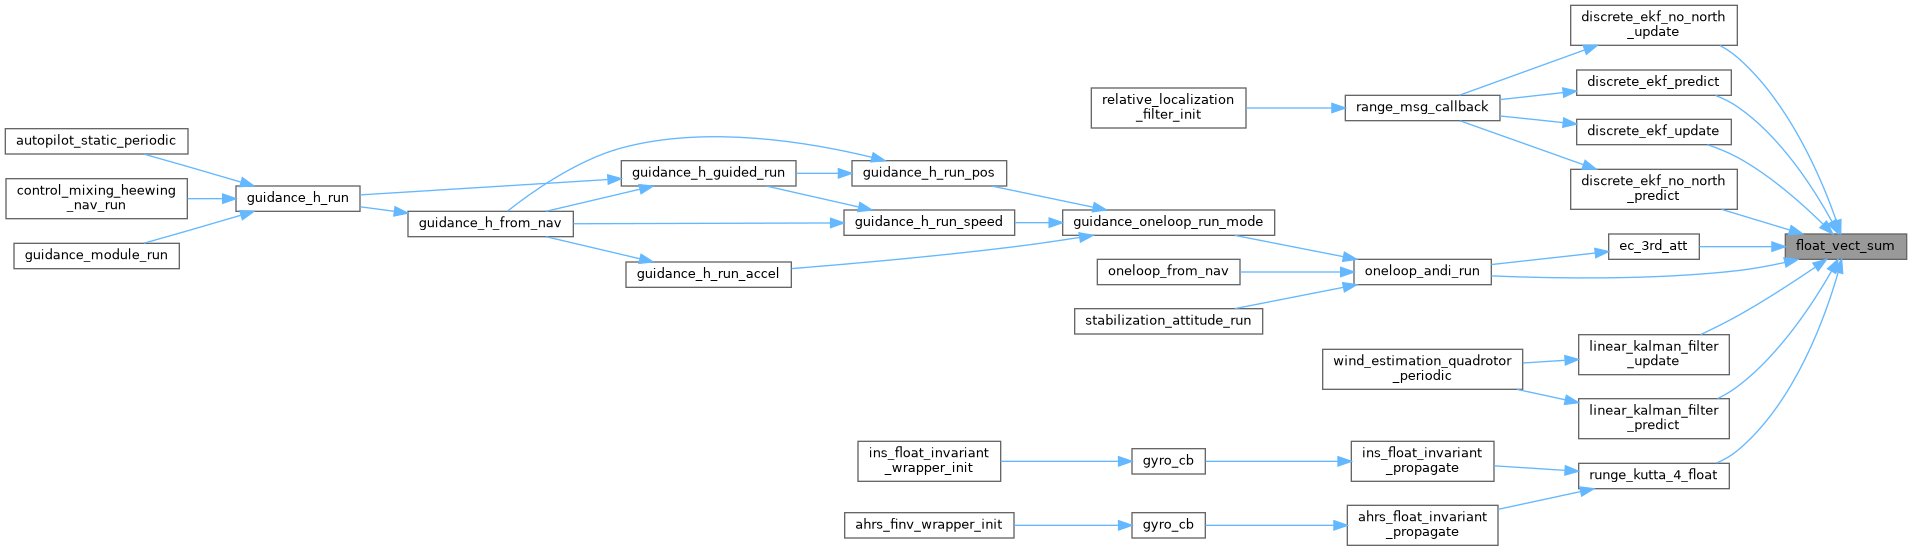 discrete_ekf_no_north
_update
discrete_ekf_predict
relative_localization
_filter_init
range_msg_callback
discrete_ekf_update
autopilot_static_periodic
guidance_h_guided_run
guidance_h_run_pos
discrete_ekf_no_north
_predict
control_mixing_heewing
_nav_run
guidance_h_run
guidance_h_from_nav
guidance_h_run_speed
guidance_oneloop_run_mode
float_vect_sum
ec_3rd_att
guidance_module_run
guidance_h_run_accel
oneloop_from_nav
oneloop_andi_run
stabilization_attitude_run
linear_kalman_filter
_update
wind_estimation_quadrotor
_periodic
linear_kalman_filter
_predict
ins_float_invariant
_wrapper_init
gyro_cb
ins_float_invariant
_propagate
runge_kutta_4_float
ahrs_finv_wrapper_init
gyro_cb
ahrs_float_invariant
_propagate